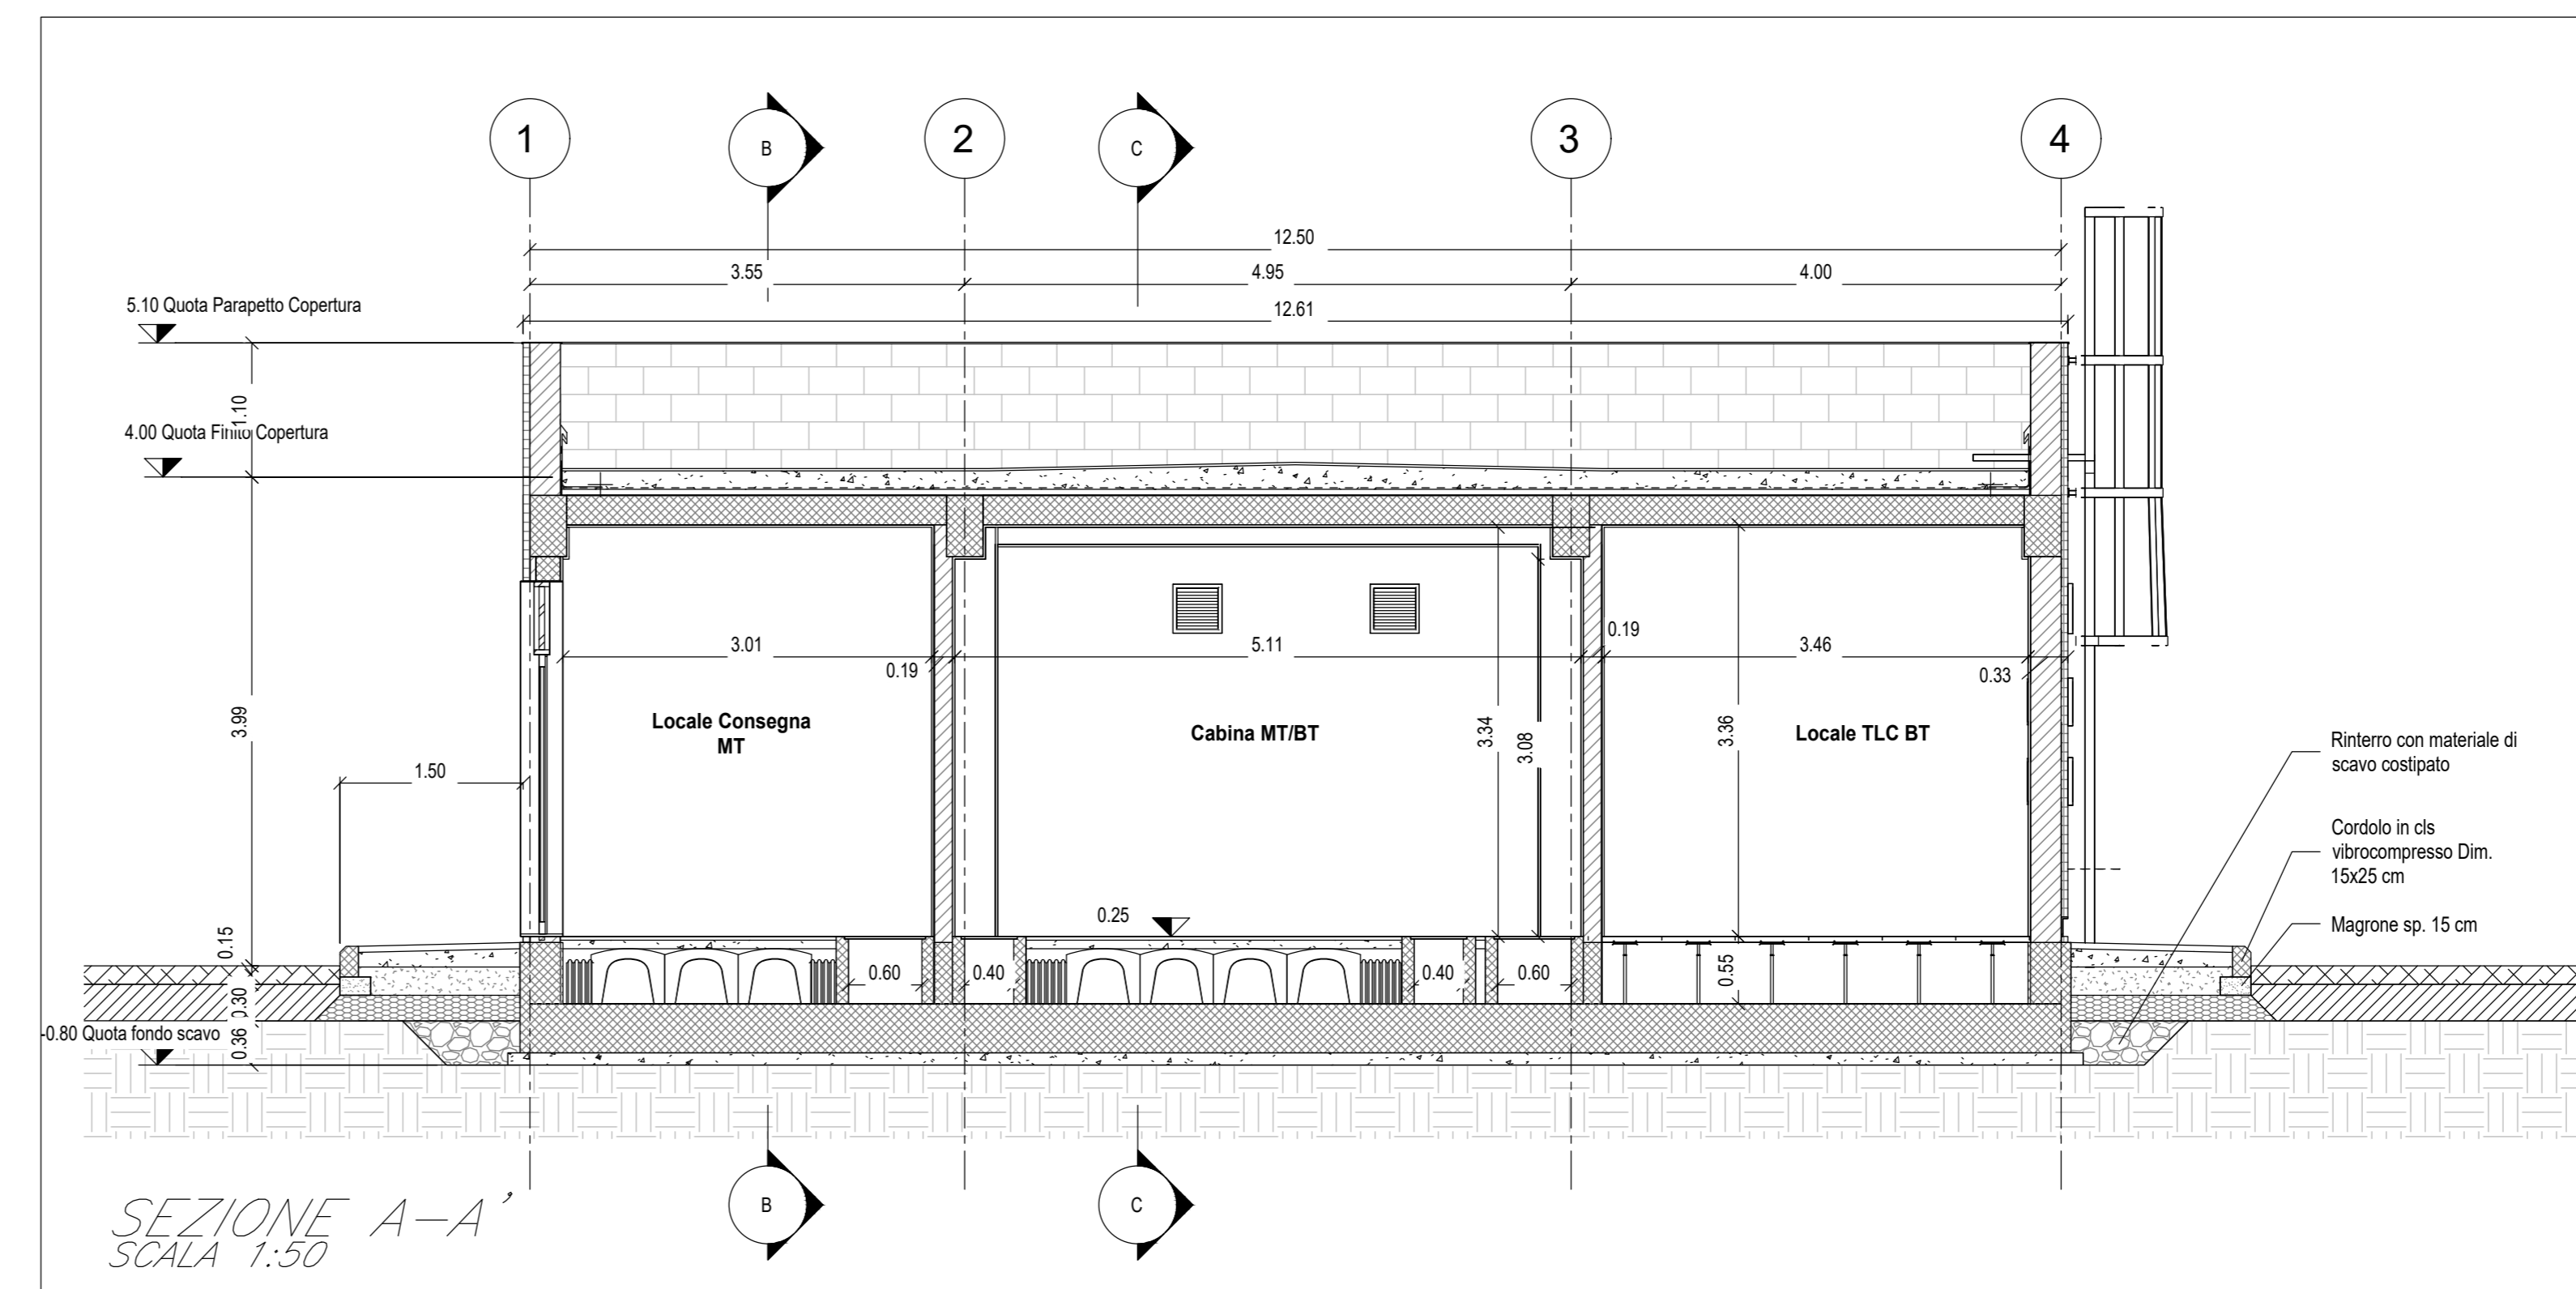 1
B
2
C
3
4
12.50
3.55
4.95
4.00
12.61
5.10 Quota Parapetto Copertura
1.10
4.00 Quota Finito Copertura
3.99
3.01
0.19
5.11
0.19
3.46
0.33
Locale Consegna
MT
Cabina MT/BT
3.34
3.08
3.36
Locale TLC BT
1.50
Rinterro con materiale di
scavo costipato
Cordolo in cls
vibrocompresso Dim.
15x25 cm
Magrone sp. 15 cm
0.25
0.15
0.60
0.40
0.40
0.60
0.55
0.30
0.36
-0.80 Quota fondo scavo
B
C
SEZIONE A-A'
SCALA 1:50